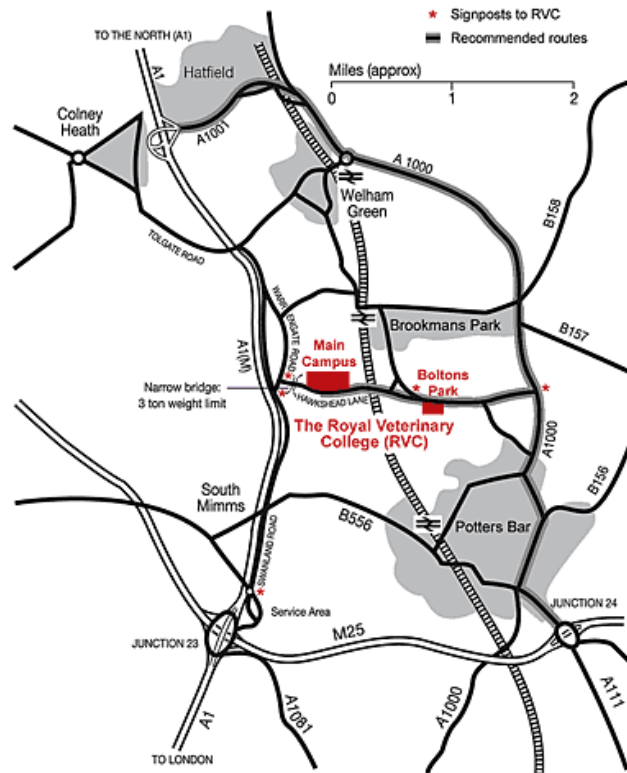 * Signposts to RVC
Recommended routes
TO THE NORTH (A1)
A1
Hatfield
Miles (approx)
0 1 2
Colney
Heath
A1001
A 1000
Welham
Green
B158
TOLGATE ROAD
WARRENGATE ROAD
A1(M)
Brookmans Park
B157
Main
Campus
Boltons
Park
Narrow bridge:
3 ton weight limit
HAWKSHEAD LANE
The Royal Veterinary
College (RVC)
A1000
South
Mimms
B556
B156
Potters Bar
SWANLAND ROAD
Service Area
JUNCTION 24
JUNCTION 23
M25
A1
A1081
A1000
A111
TO LONDON